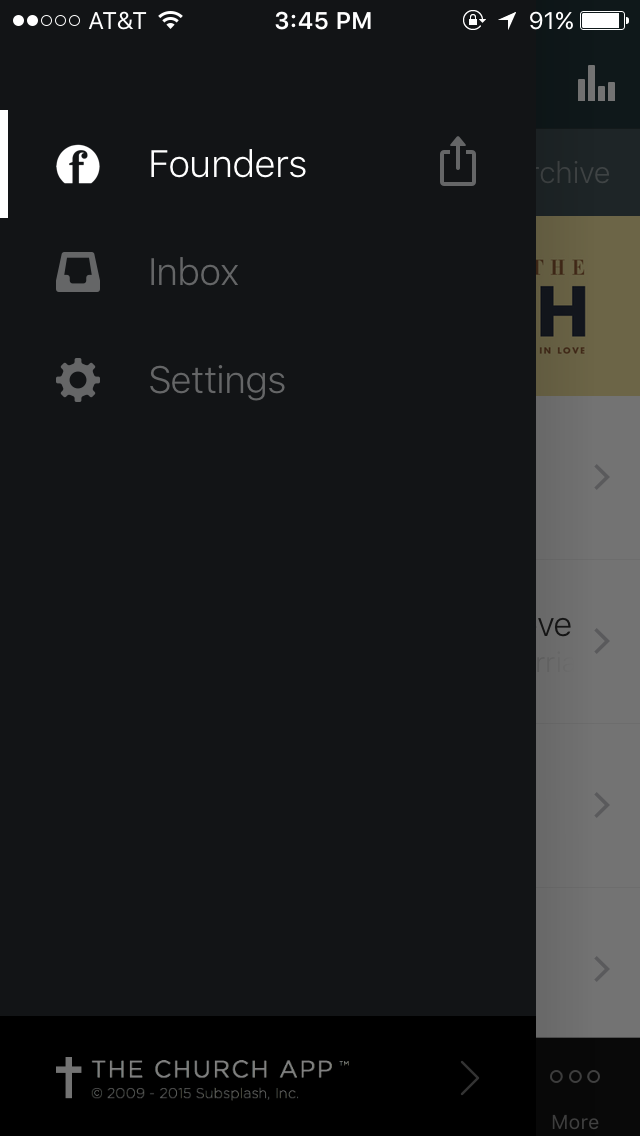 AT&T 3:45 PM 91%
f Founders
rchive
Inbox
THE
H
IN LOVE
Settings
ve
rri
THE CHURCH APP™
© 2009 - 2015 Subsplash, Inc.
More